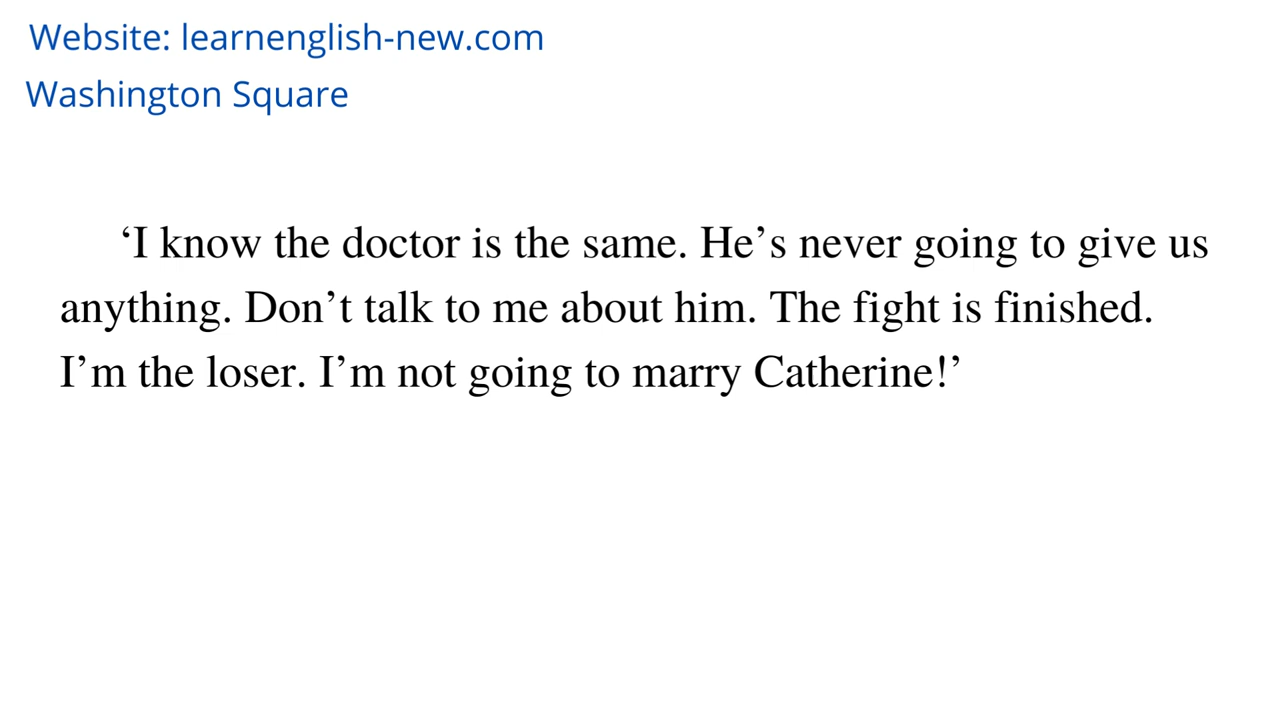 Website: learnenglish-new.com
Washington Square
‘I know the doctor is the same. He’s never going to give us
anything. Don’t talk to me about him. The fight is finished.
I’m the loser. I’m not going to marry Catherine!’